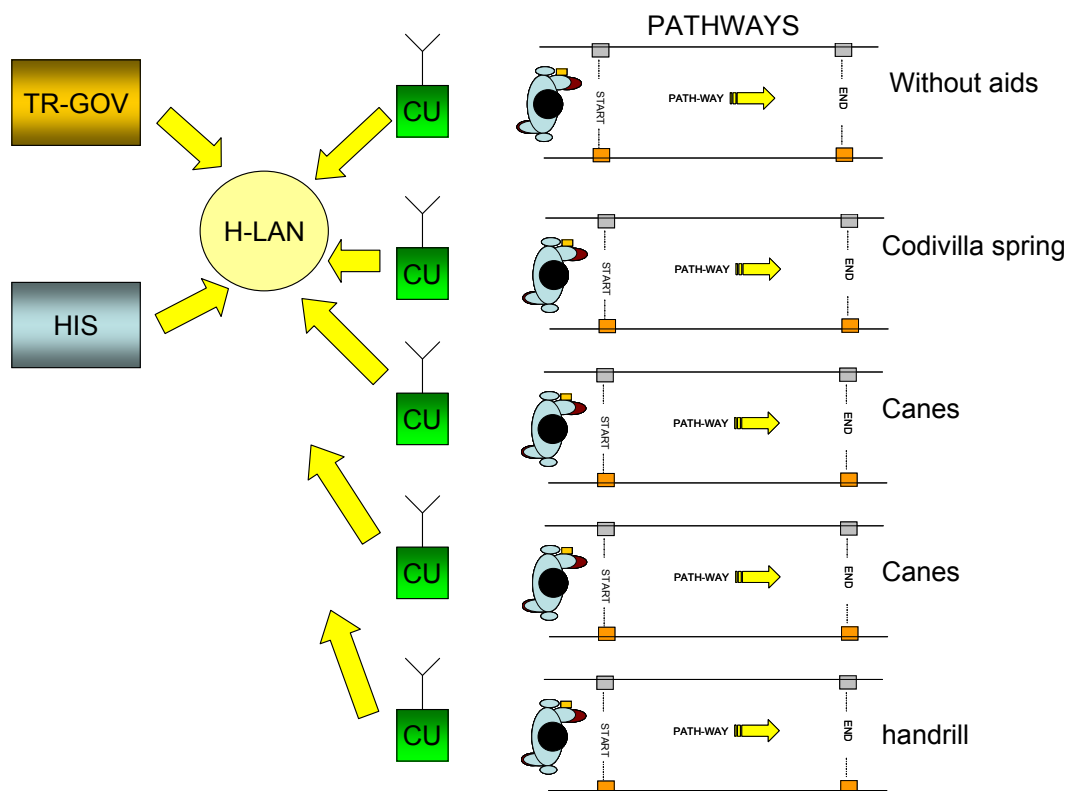 PATHWAYS
TR-GOV
CU
START
PATH-WAY
END
Without aids
H-LAN
CU
START
PATH-WAY
END
Codivilla spring
HIS
CU
START
PATH-WAY
END
Canes
CU
START
PATH-WAY
END
Canes
CU
START
PATH-WAY
END
handrill